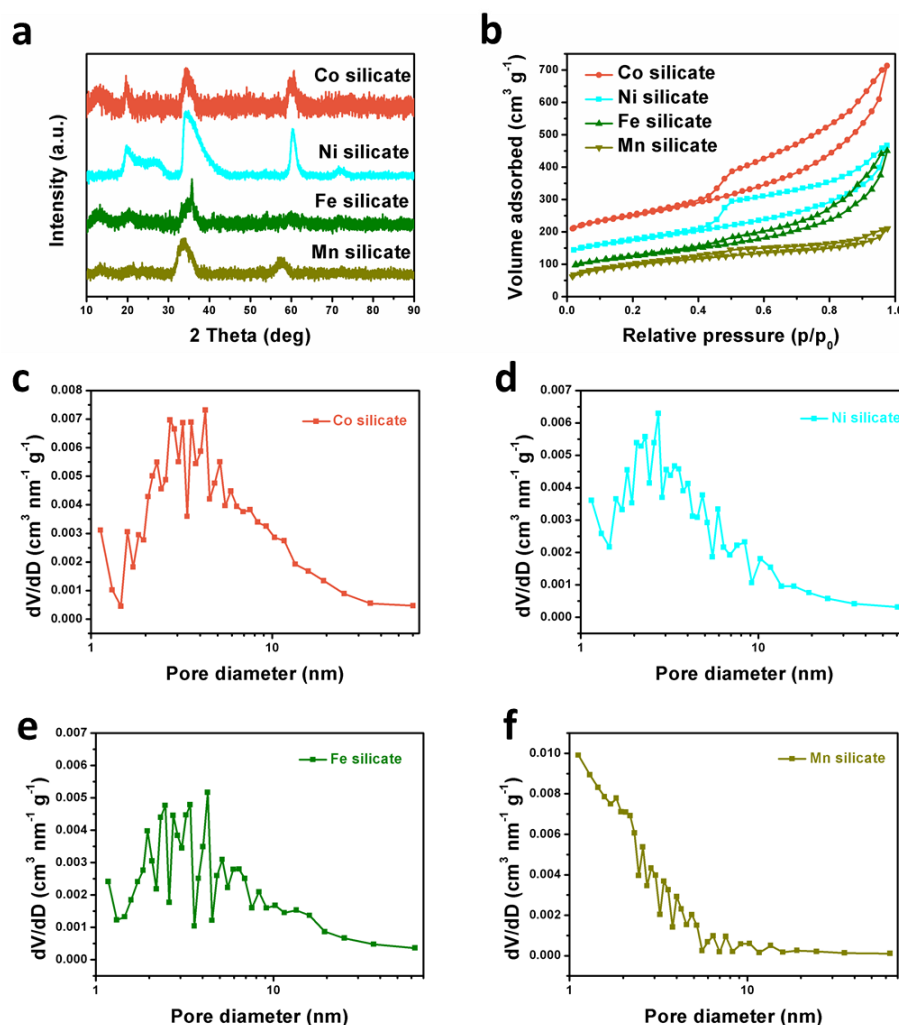 a
Co silicate
Ni silicate
Fe silicate
Mn silicate
Intensity (a.u.)
10 20 30 40 50 60 70 80 90
2 Theta (deg)
b
Co silicate
Ni silicate
Fe silicate
Mn silicate
Volume adsorbed (cm³ g⁻¹)
700
600
500
400
300
200
100
0
0.0 0.2 0.4 0.6 0.8 1.0
Relative pressure (p/p₀)
c
Co silicate
dV/dD (cm³ nm⁻¹ g⁻¹)
0.008
0.007
0.006
0.005
0.004
0.003
0.002
0.001
0.000
1 10
Pore diameter (nm)
d
Ni silicate
dV/dD (cm³ nm⁻¹ g⁻¹)
0.007
0.006
0.005
0.004
0.003
0.002
0.001
0.000
1 10
Pore diameter (nm)
e
Fe silicate
dV/dD (cm³ nm⁻¹ g⁻¹)
0.007
0.006
0.005
0.004
0.003
0.002
0.001
0.000
1 10
Pore diameter (nm)
f
Mn silicate
dV/dD (cm³ nm⁻¹ g⁻¹)
0.010
0.008
0.006
0.004
0.002
0.000
1 10
Pore diameter (nm)